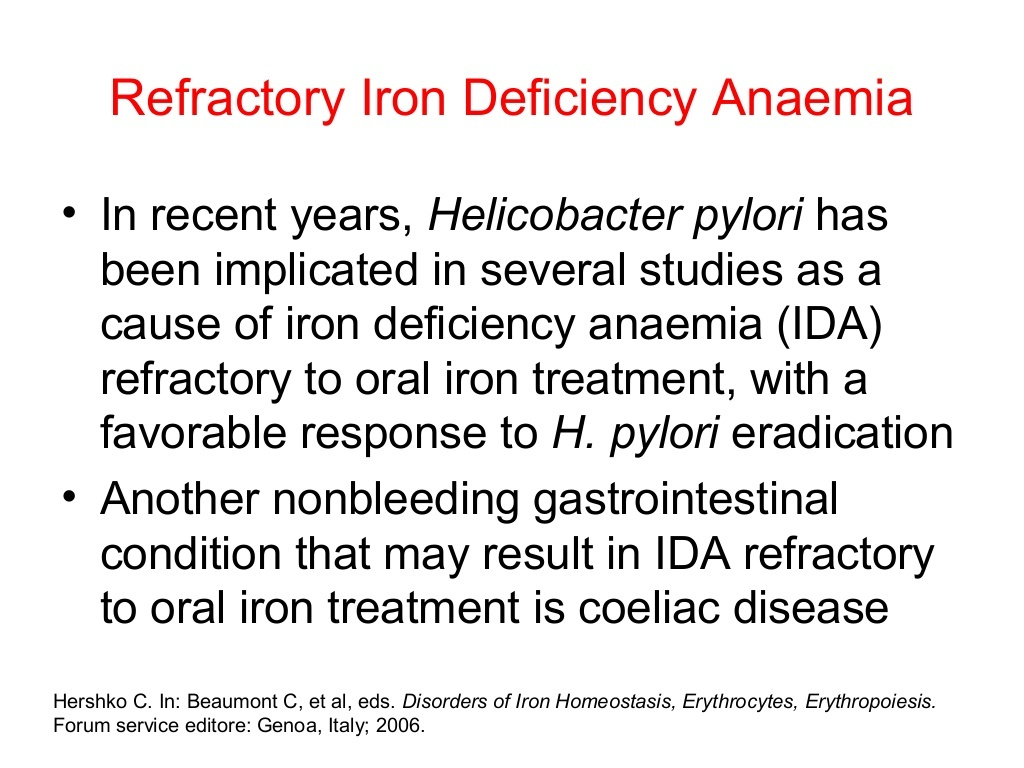 Refractory Iron Deficiency Anaemia
• In recent years, Helicobacter pylori has
been implicated in several studies as a
cause of iron deficiency anaemia (IDA)
refractory to oral iron treatment, with a
favorable response to H. pylori eradication
• Another nonbleeding gastrointestinal
condition that may result in IDA refractory
to oral iron treatment is coeliac disease
Hershko C. In: Beaumont C, et al, eds. Disorders of Iron Homeostasis, Erythrocytes, Erythropoiesis.
Forum service editore: Genoa, Italy; 2006.